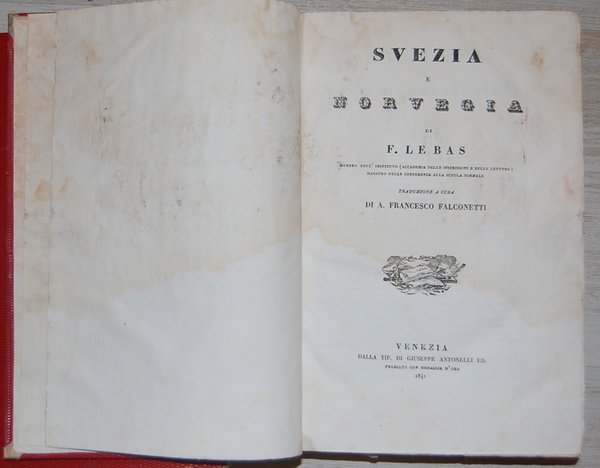 SVEZIA
E
NORVEGIA
DI
F. LE BAS
MEMBRO DELL' INSTITUTO (ACCADEMIA DELLE INSCRIZIONI E BELLE LETTERE)
MAESTRO DELLE CONFERENZE ALLA SCUOLA NORMALE
TRADUZIONE A CURA
DI A. FRANCESCO FALCONETTI
VENEZIA
DALLA TIP. DI GIUSEPPE ANTONELLI ED.
PREMIATO CON MEDAGLIA D'ORO
1841